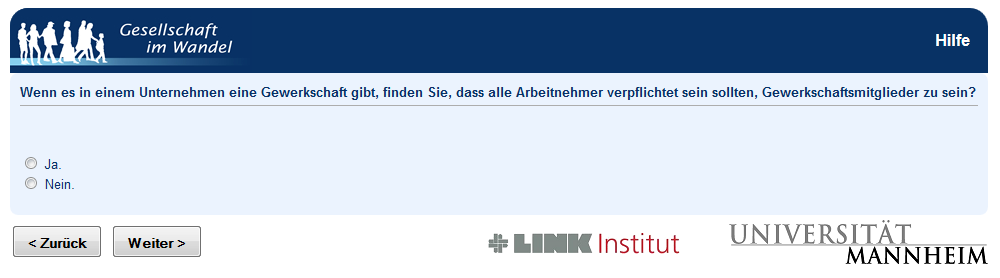 Gesellschaft
im Wandel
Hilfe
Wenn es in einem Unternehmen eine Gewerkschaft gibt, finden Sie, dass alle Arbeitnehmer verpflichtet sein sollten, Gewerkschaftsmitglieder zu sein?
Ja.
Nein.
< Zurück
Weiter >
LINK Institut
UNIVERSITÄT
MANNHEIM